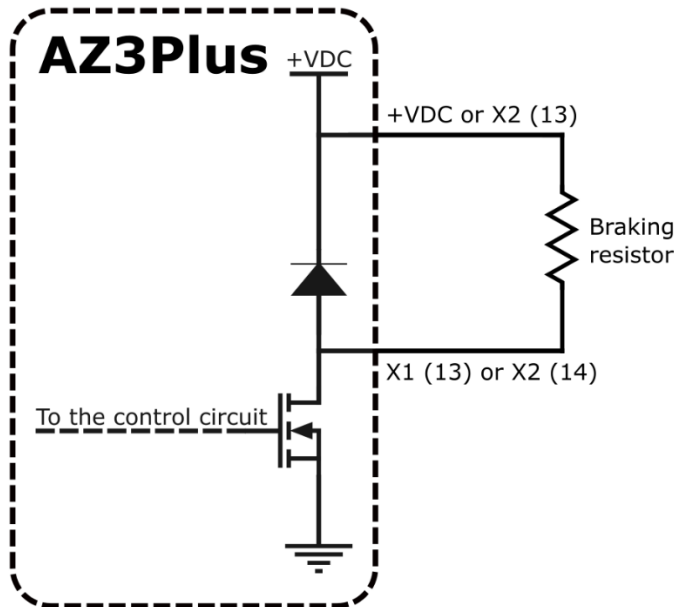 AZ3Plus
+VDC
+VDC or X2 (13)
Braking
resistor
X1 (13) or X2 (14)
To the control circuit